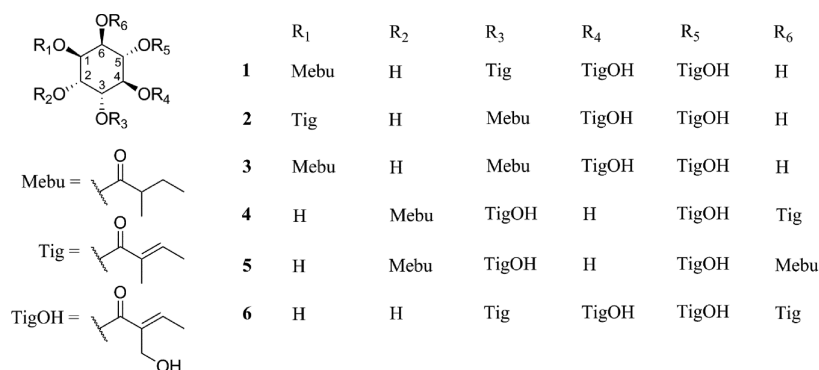 OR₆
R₁O
OR₅
6
1
5
2
4
3
R₂O
OR₄
OR₃
R₁ R₂ R₃ R₄ R₅ R₆
1 Mebu H Tig TigOH TigOH H
2 Tig H Mebu TigOH TigOH H
3 Mebu H Mebu TigOH TigOH H
4 H Mebu TigOH H TigOH Tig
5 H Mebu TigOH H TigOH Mebu
6 H H Tig TigOH TigOH Tig
O
Mebu =
O
Tig =
O
TigOH =
OH